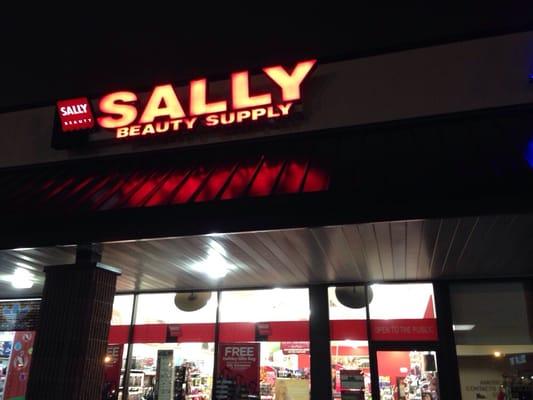 SALLY
BEAUTY
SALLY
BEAUTY SUPPLY
FREE
OPEN TO THE PUBLIC